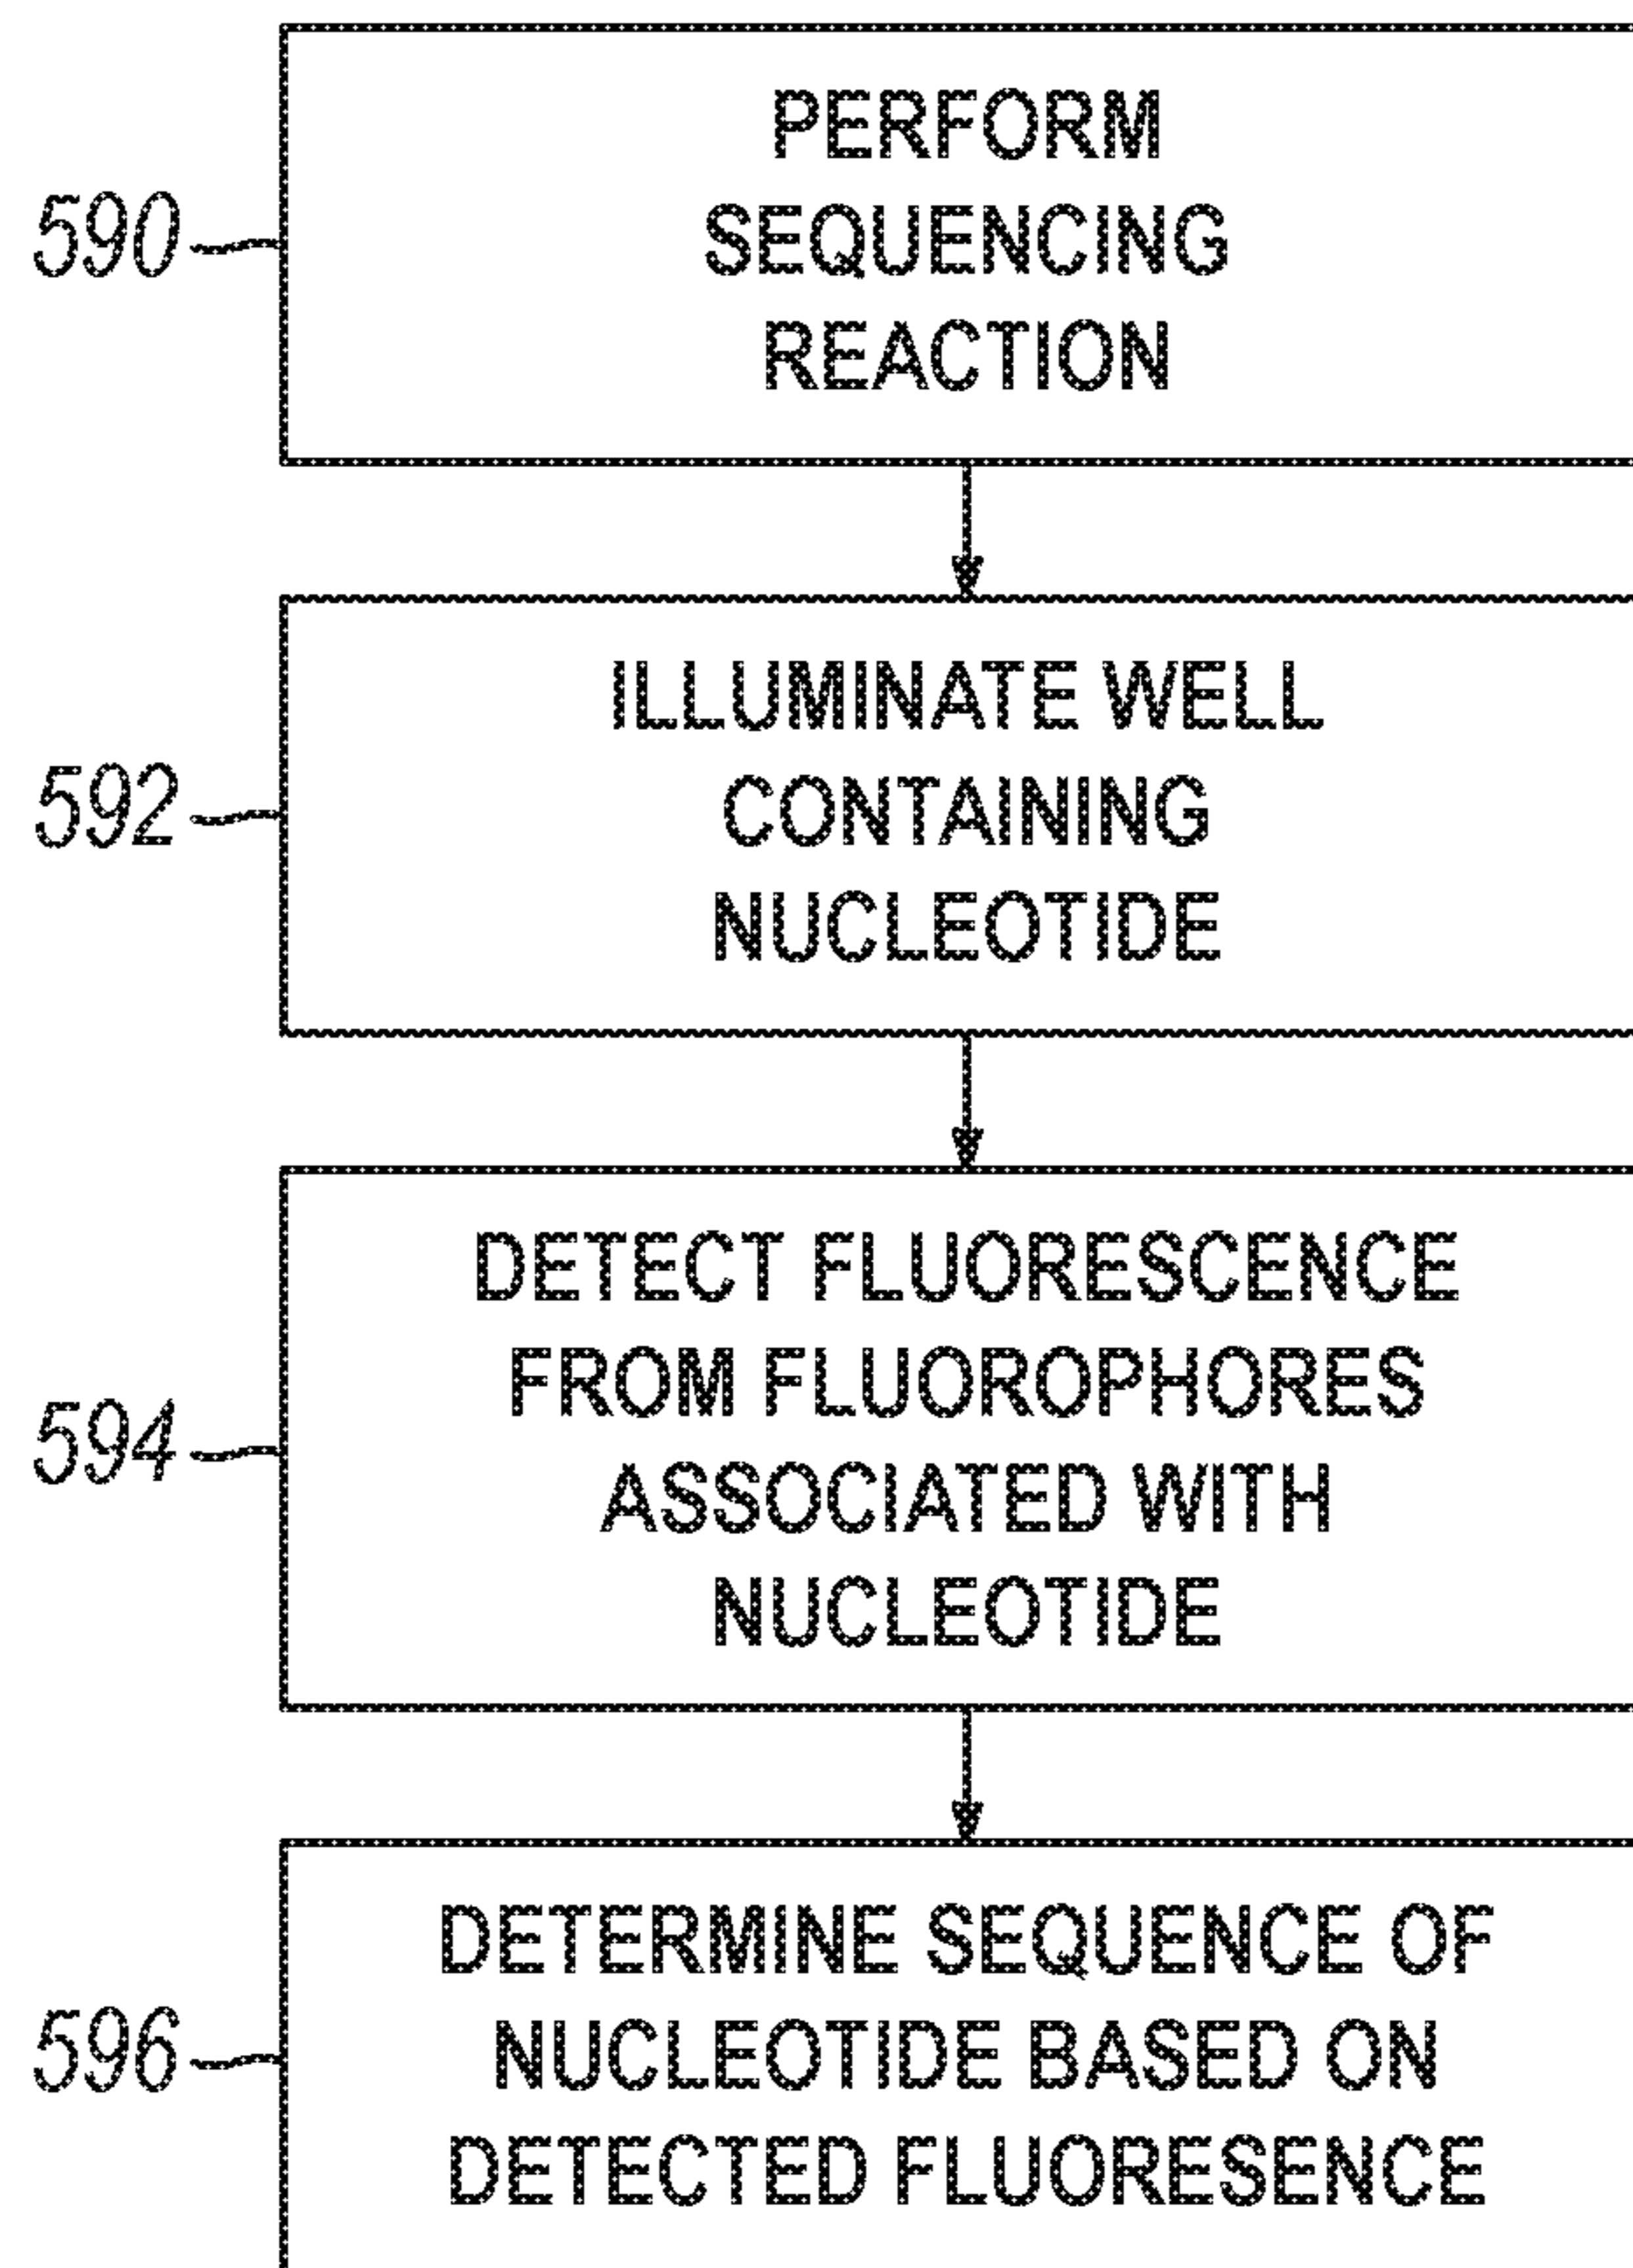 PERFORM
590
SEQUENCING
REACTION
ILLUMINATE WELL
592
CONTAINING
NUCLEOTIDE
DETECT FLUORESCENCE
FROM FLUOROPHORES
594
ASSOCIATED WITH
NUCLEOTIDE
DETERMINE SEQUENCE OF
596
NUCLEOTIDE BASED ON
DETECTED FLUORESENCE